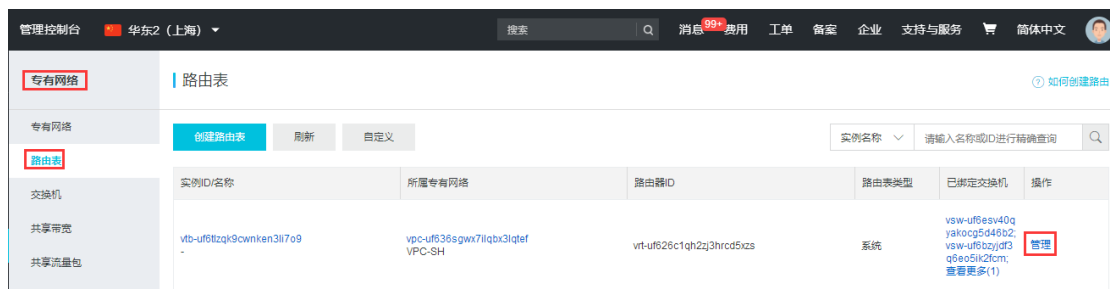 管理控制台 华东2（上海） 搜索 消息 99+ 费用 工单 备案 企业 支持与服务 简体中文
专有网络
路由表
如何创建路由
专有网络
创建路由表 刷新 自定义 实例名称 请输入名称或ID进行精确查询
路由表
实例ID/名称 所属专有网络 路由器ID 路由表类型 已绑定交换机 操作
交换机
共享带宽
共享流量包
vtb-uf6tlzqk9cwnken3li7o9
-
vpc-uf636sgwx7ilqbx3lqtef
VPC-SH
vrt-uf626c1qh2zj3hrcd5xzs
系统
vsw-uf6esv40q
yakocg5d46b2;
vsw-uf6bzyjdf3
q6eo5ik2fcm;
查看更多(1)
管理